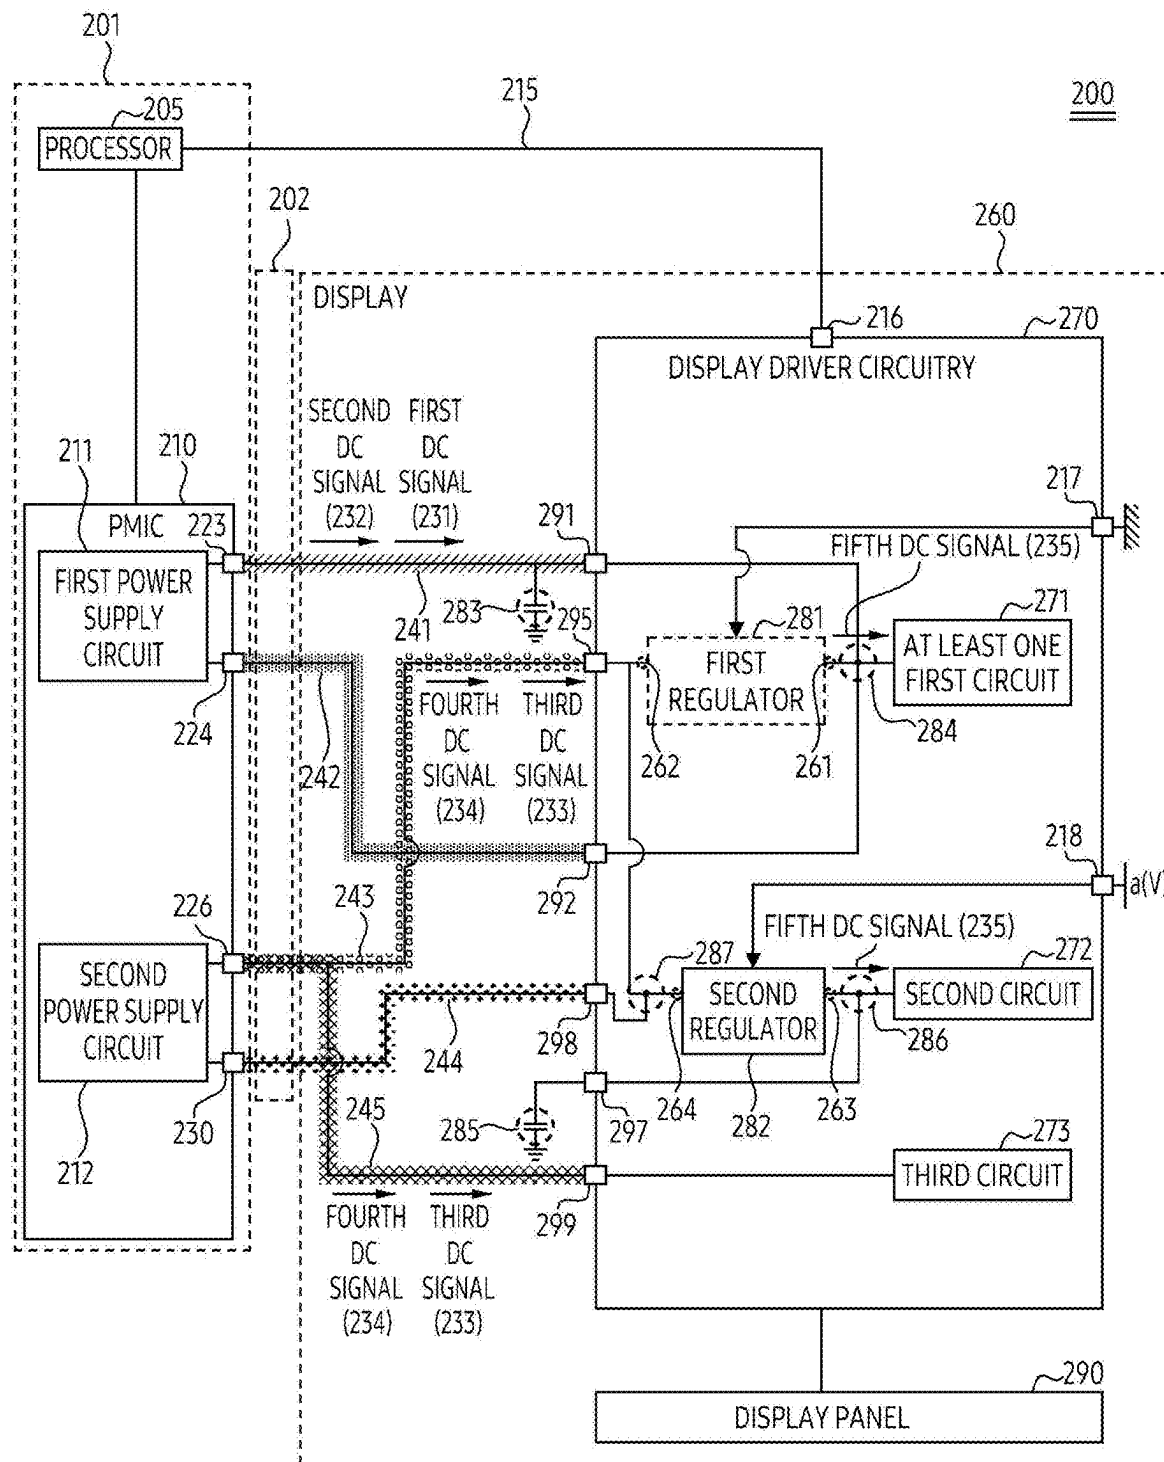 201
205
PROCESSOR
215
200
202
260
DISPLAY
216
270
DISPLAY DRIVER CIRCUITRY
SECOND
DC
SIGNAL
(232)
FIRST
DC
SIGNAL
(231)
211
210
PMIC
223
291
217
FIRST POWER
SUPPLY
CIRCUIT
241
283
295
281
FIRST
REGULATOR
FIFTH DC SIGNAL (235)
271
AT LEAST ONE
FIRST CIRCUIT
224
242
FOURTH
DC
SIGNAL
(234)
THIRD
DC
SIGNAL
(233)
262
261
284
218
a(V)
292
226
243
FIFTH DC SIGNAL (235)
287
272
SECOND
POWER SUPPLY
CIRCUIT
SECOND
REGULATOR
SECOND CIRCUIT
244
298
286
230
245
285
297
264
282
263
273
212
THIRD CIRCUIT
299
FOURTH
DC
SIGNAL
(234)
THIRD
DC
SIGNAL
(233)
290
DISPLAY PANEL